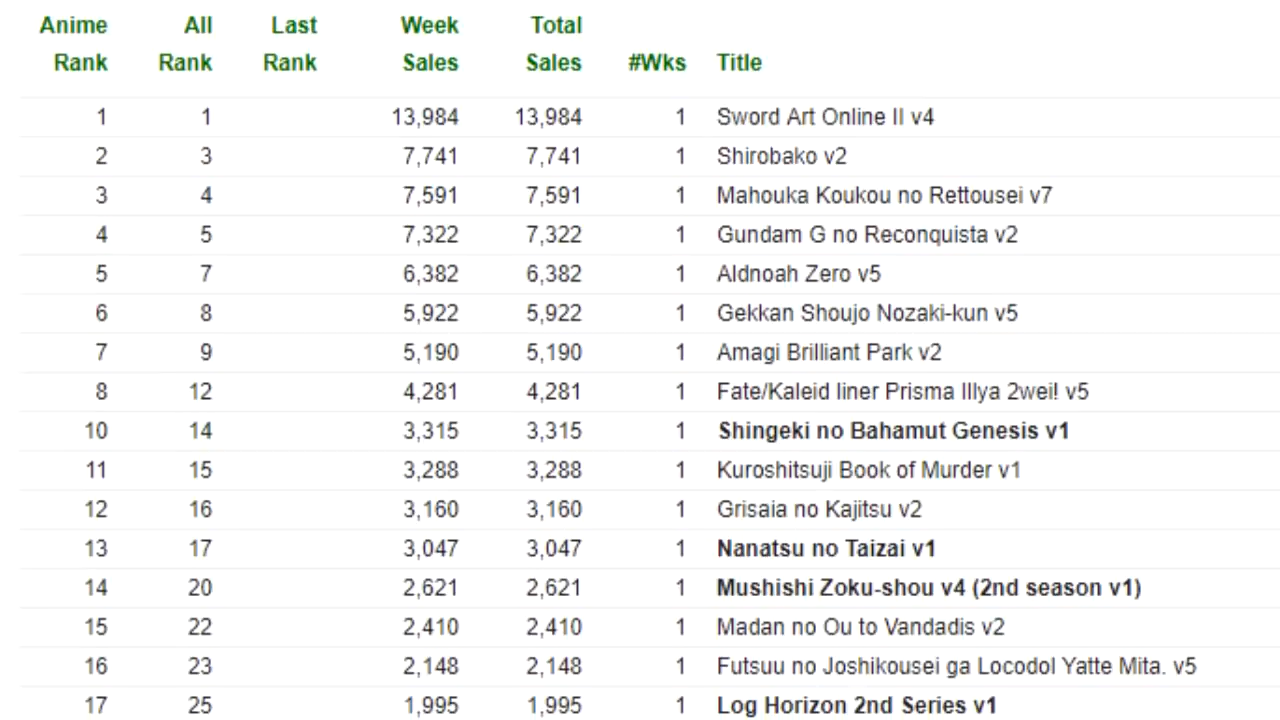 Anime All Last Week Total
Rank Rank Rank Sales Sales #Wks Title
1 1 13,984 13,984 1 Sword Art Online II v4
2 3 7,741 7,741 1 Shirobako v2
3 4 7,591 7,591 1 Mahouka Koukou no Rettousei v7
4 5 7,322 7,322 1 Gundam G no Reconquista v2
5 7 6,382 6,382 1 Aldnoah Zero v5
6 8 5,922 5,922 1 Gekkan Shoujo Nozaki-kun v5
7 9 5,190 5,190 1 Amagi Brilliant Park v2
8 12 4,281 4,281 1 Fate/Kaleid liner Prisma Illya 2wei! v5
10 14 3,315 3,315 1 Shingeki no Bahamut Genesis v1
11 15 3,288 3,288 1 Kuroshitsuji Book of Murder v1
12 16 3,160 3,160 1 Grisaia no Kajitsu v2
13 17 3,047 3,047 1 Nanatsu no Taizai v1
14 20 2,621 2,621 1 Mushishi Zoku-shou v4 (2nd season v1)
15 22 2,410 2,410 1 Madan no Ou to Vandadis v2
16 23 2,148 2,148 1 Futsuu no Joshikousei ga Locodol Yatte Mita. v5
17 25 1,995 1,995 1 Log Horizon 2nd Series v1